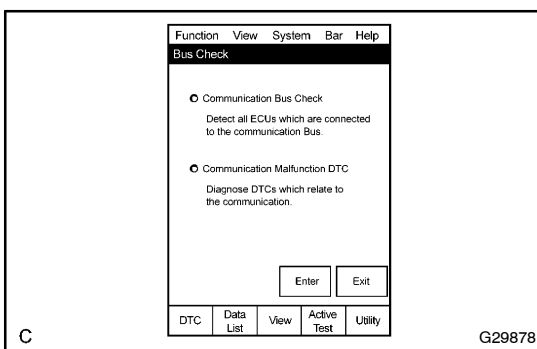 Function View System Bar Help
Bus Check
Communication Bus Check
Detect all ECUs which are connected
to the communication Bus.
Communication Malfunction DTC
Diagnose DTCs which relate to
the communication.
Enter Exit
DTC Data List View Active Test Utility
C G29878